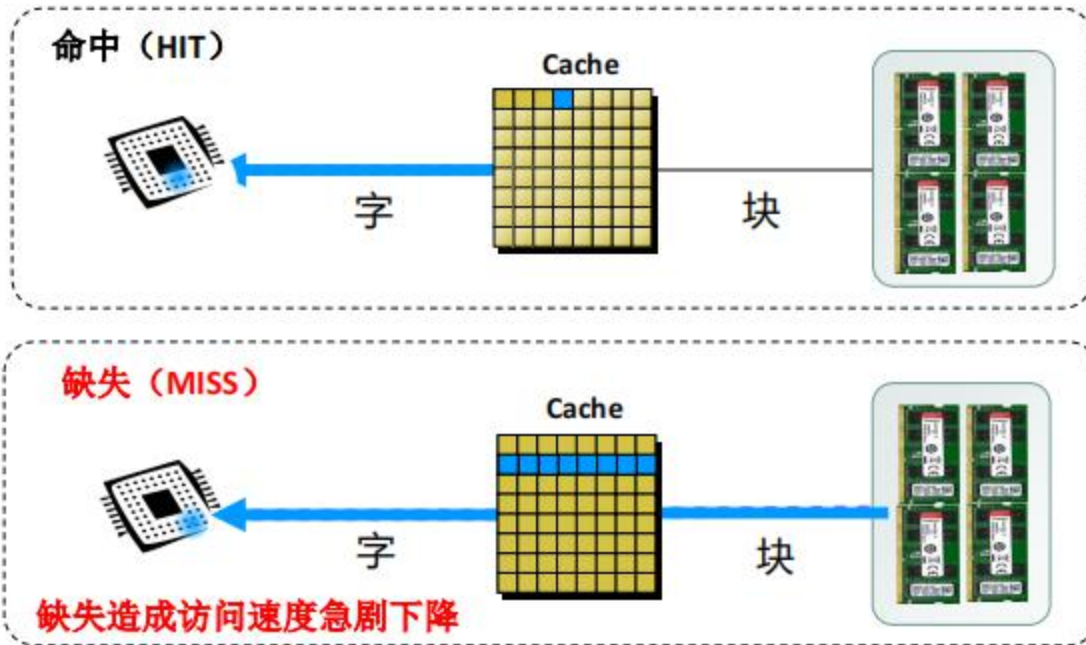 命中（HIT）
Cache
字
块
缺失（MISS）
Cache
字
块
缺失造成访问速度急剧下降